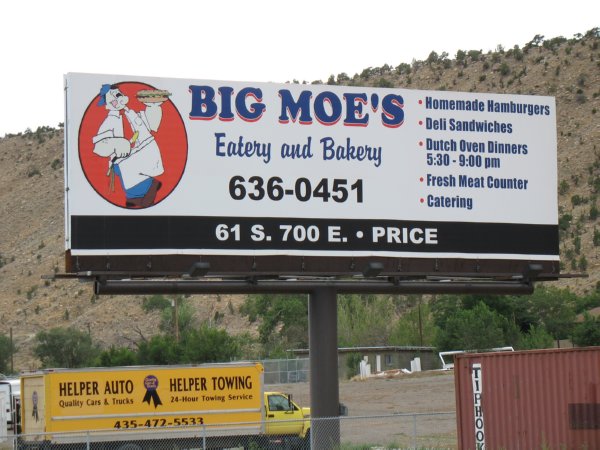 BIG MOE'S
Eatery and Bakery
636-0451
• Homemade Hamburgers
• Deli Sandwiches
• Dutch Oven Dinners
5:30 - 9:00 pm
• Fresh Meat Counter
• Catering
61 S. 700 E. • PRICE
HELPER AUTO HELPER TOWING
Quality Cars & Trucks 24-Hour Towing Service
435-472-5533
TIPHOOK